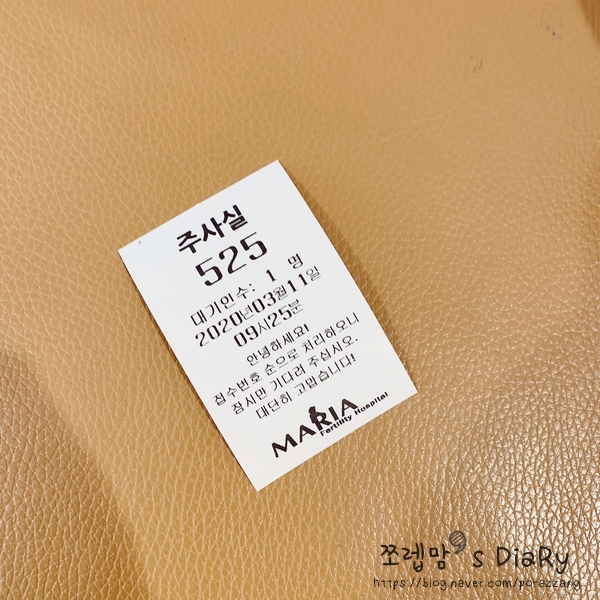 주사실
525
대기인수: 1 명
2020년03월11일
09시25분
안녕하세요!
접수번호 순으로 처리하오니
잠시만 기다려 주십시오.
대단히 고맙습니다!
MARIA
Fertility Hospital
쪼렙맘's DiaRy
https://blog.naver.com/porazzang